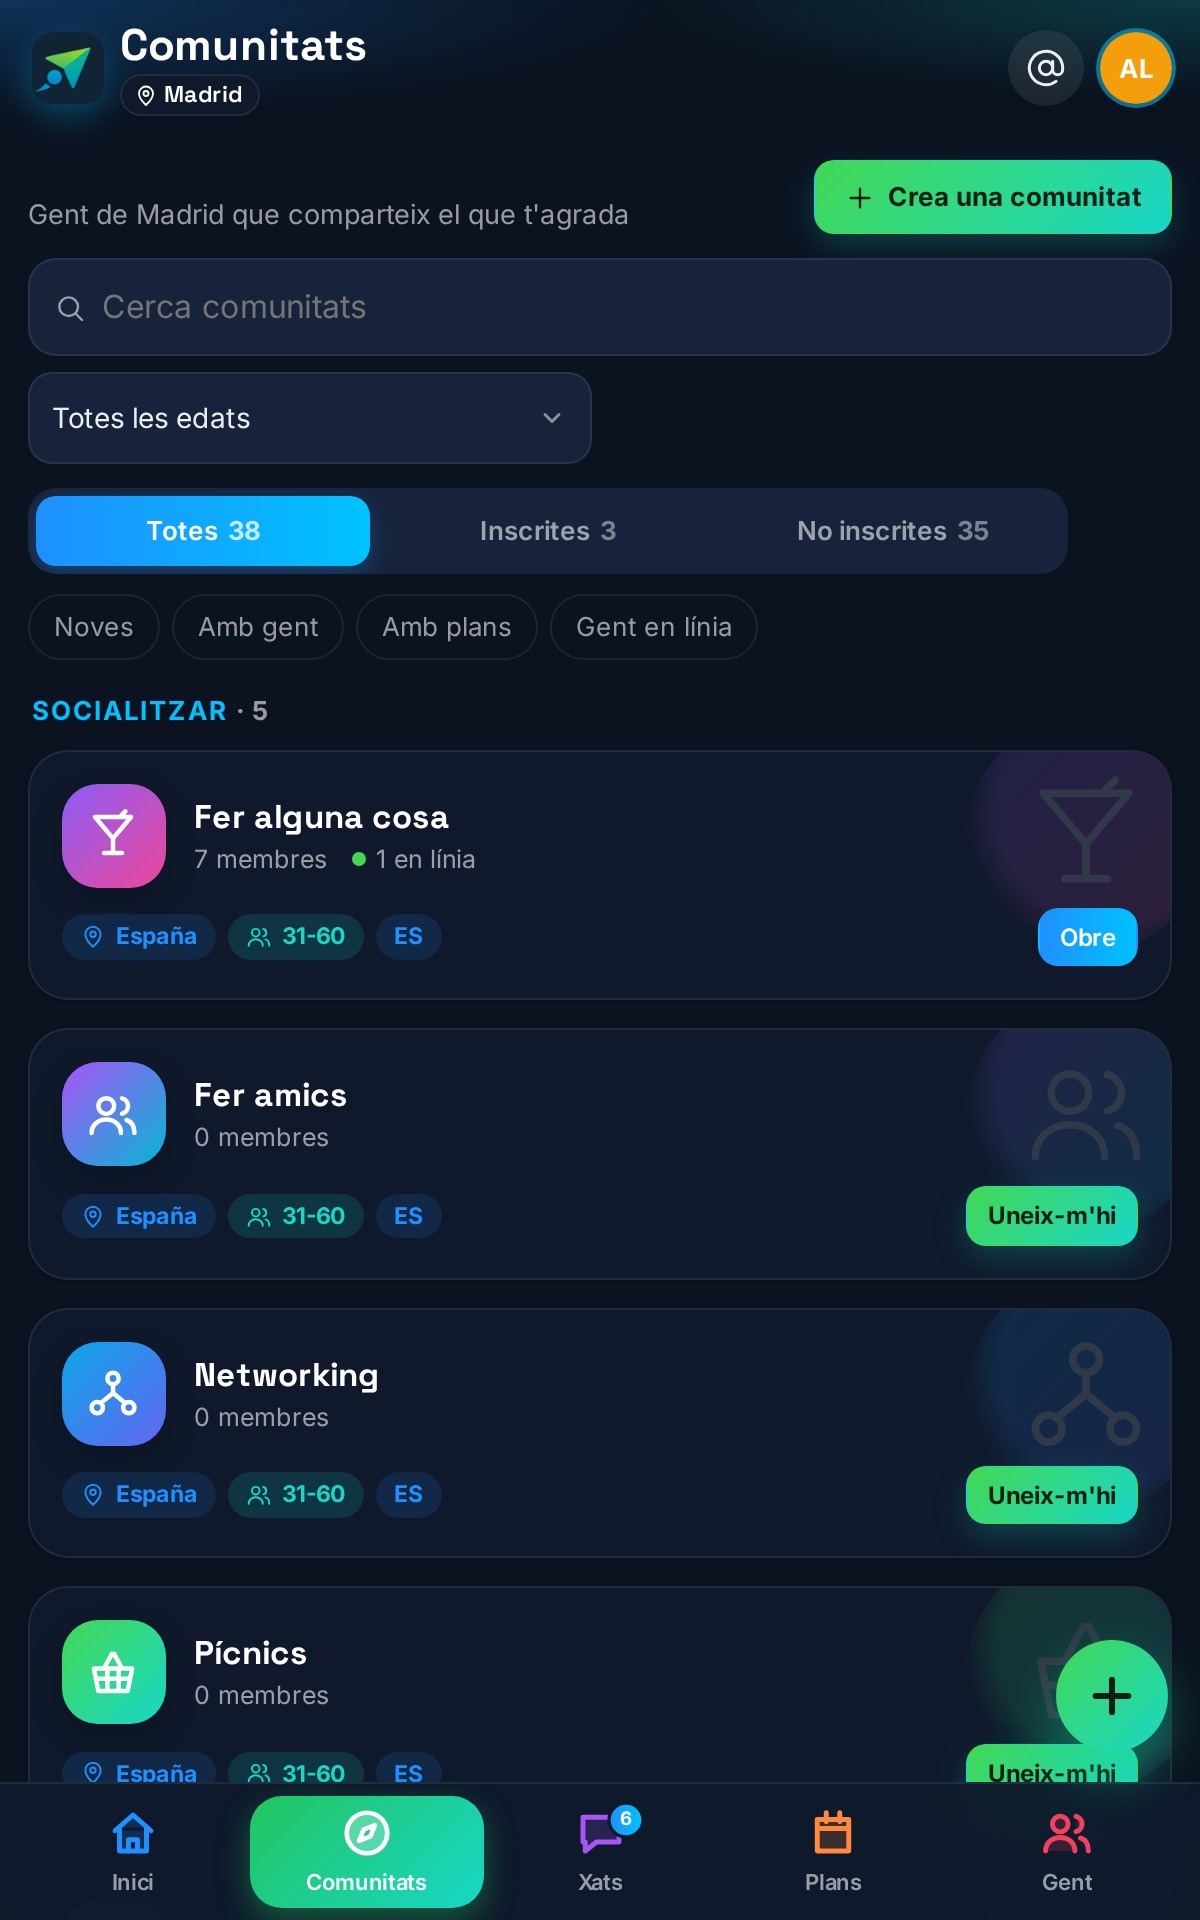 Comunitats
Madrid
@
AL
Gent de Madrid que comparteix el que t'agrada
+ Crea una comunitat
Cerca comunitats
Totes les edats
Totes 38
Inscrites 3
No inscrites 35
Noves
Amb gent
Amb plans
Gent en línia
SOCIALITZAR · 5
Fer alguna cosa
7 membres
1 en línia
España
31-60
ES
Obre
Fer amics
0 membres
España
31-60
ES
Uneix-m'hi
Networking
0 membres
España
31-60
ES
Uneix-m'hi
Pícnics
0 membres
España
31-60
ES
Uneix-m'hi
Inici
Comunitats
6
Xats
Plans
Gent